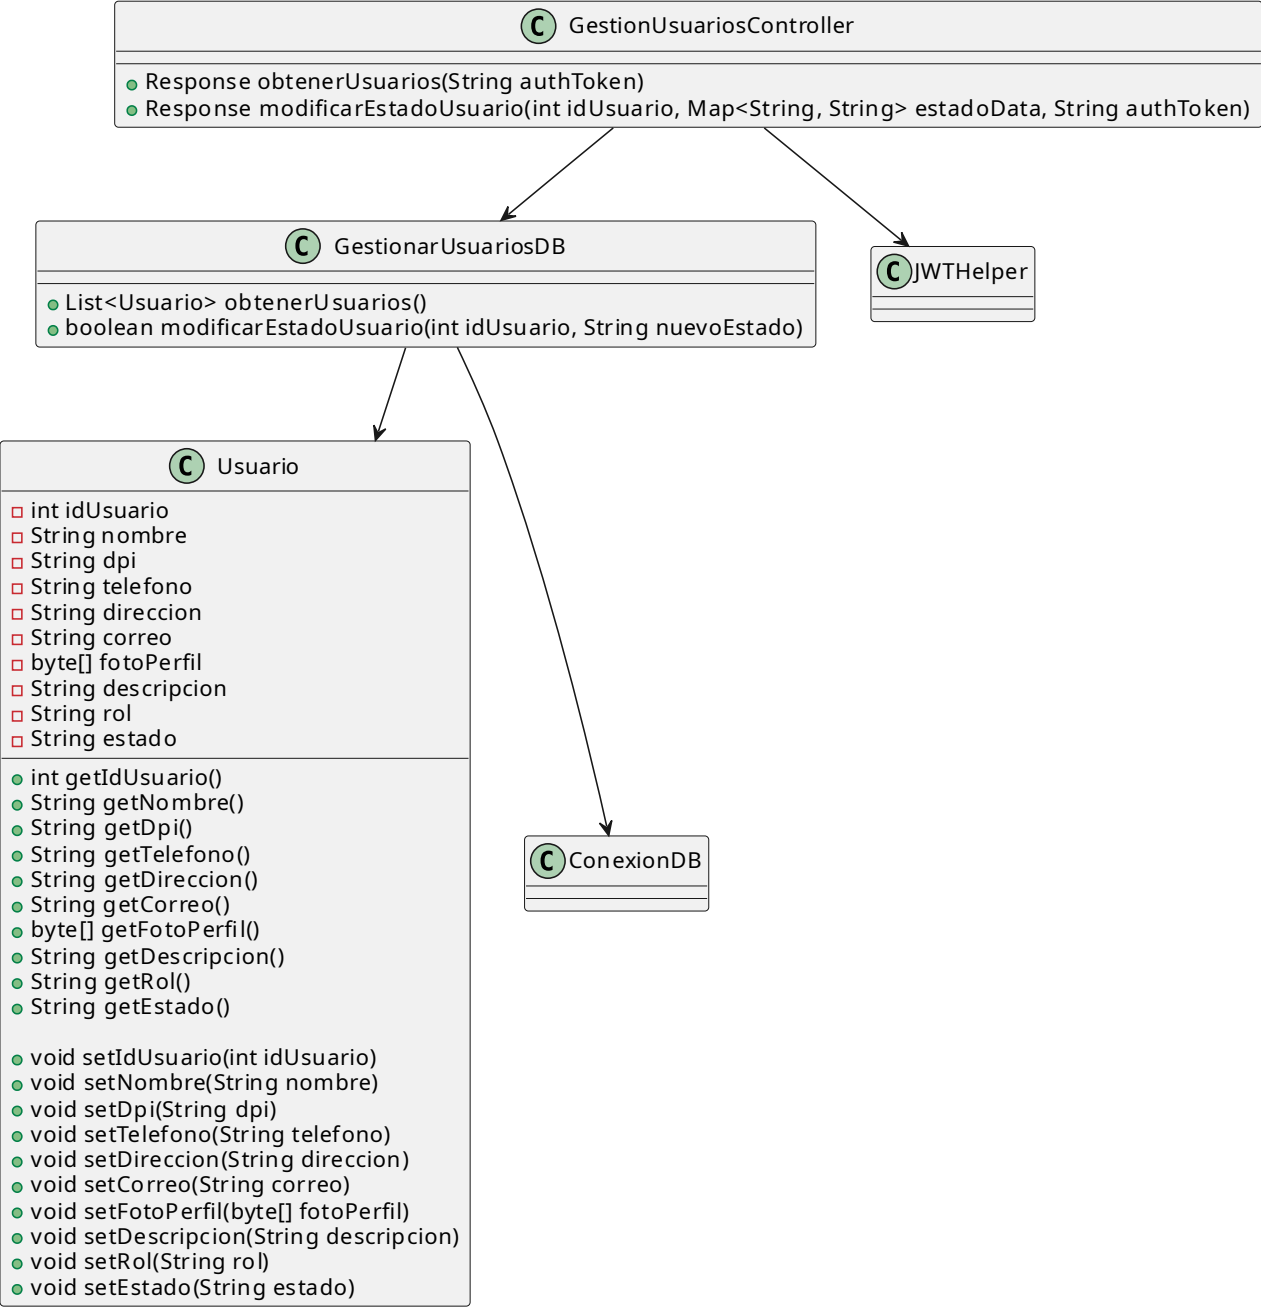 C GestionUsuariosController
Response obtenerUsuarios(String authToken)
Response modificarEstadoUsuario(int idUsuario, Map<String, String> estadoData, String authToken)
C GestionarUsuariosDB
List<Usuario> obtenerUsuarios()
boolean modificarEstadoUsuario(int idUsuario, String nuevoEstado)
C JWTHelper
C Usuario
int idUsuario
String nombre
String dpi
String telefono
String direccion
String correo
byte[] fotoPerfil
String descripcion
String rol
String estado
int getIdUsuario()
String getNombre()
String getDpi()
String getTelefono()
String getDireccion()
String getCorreo()
byte[] getFotoPerfil()
String getDescripcion()
String getRol()
String getEstado()
void setIdUsuario(int idUsuario)
void setNombre(String nombre)
void setDpi(String dpi)
void setTelefono(String telefono)
void setDireccion(String direccion)
void setCorreo(String correo)
void setFotoPerfil(byte[] fotoPerfil)
void setDescripcion(String descripcion)
void setRol(String rol)
void setEstado(String estado)
C ConexionDB